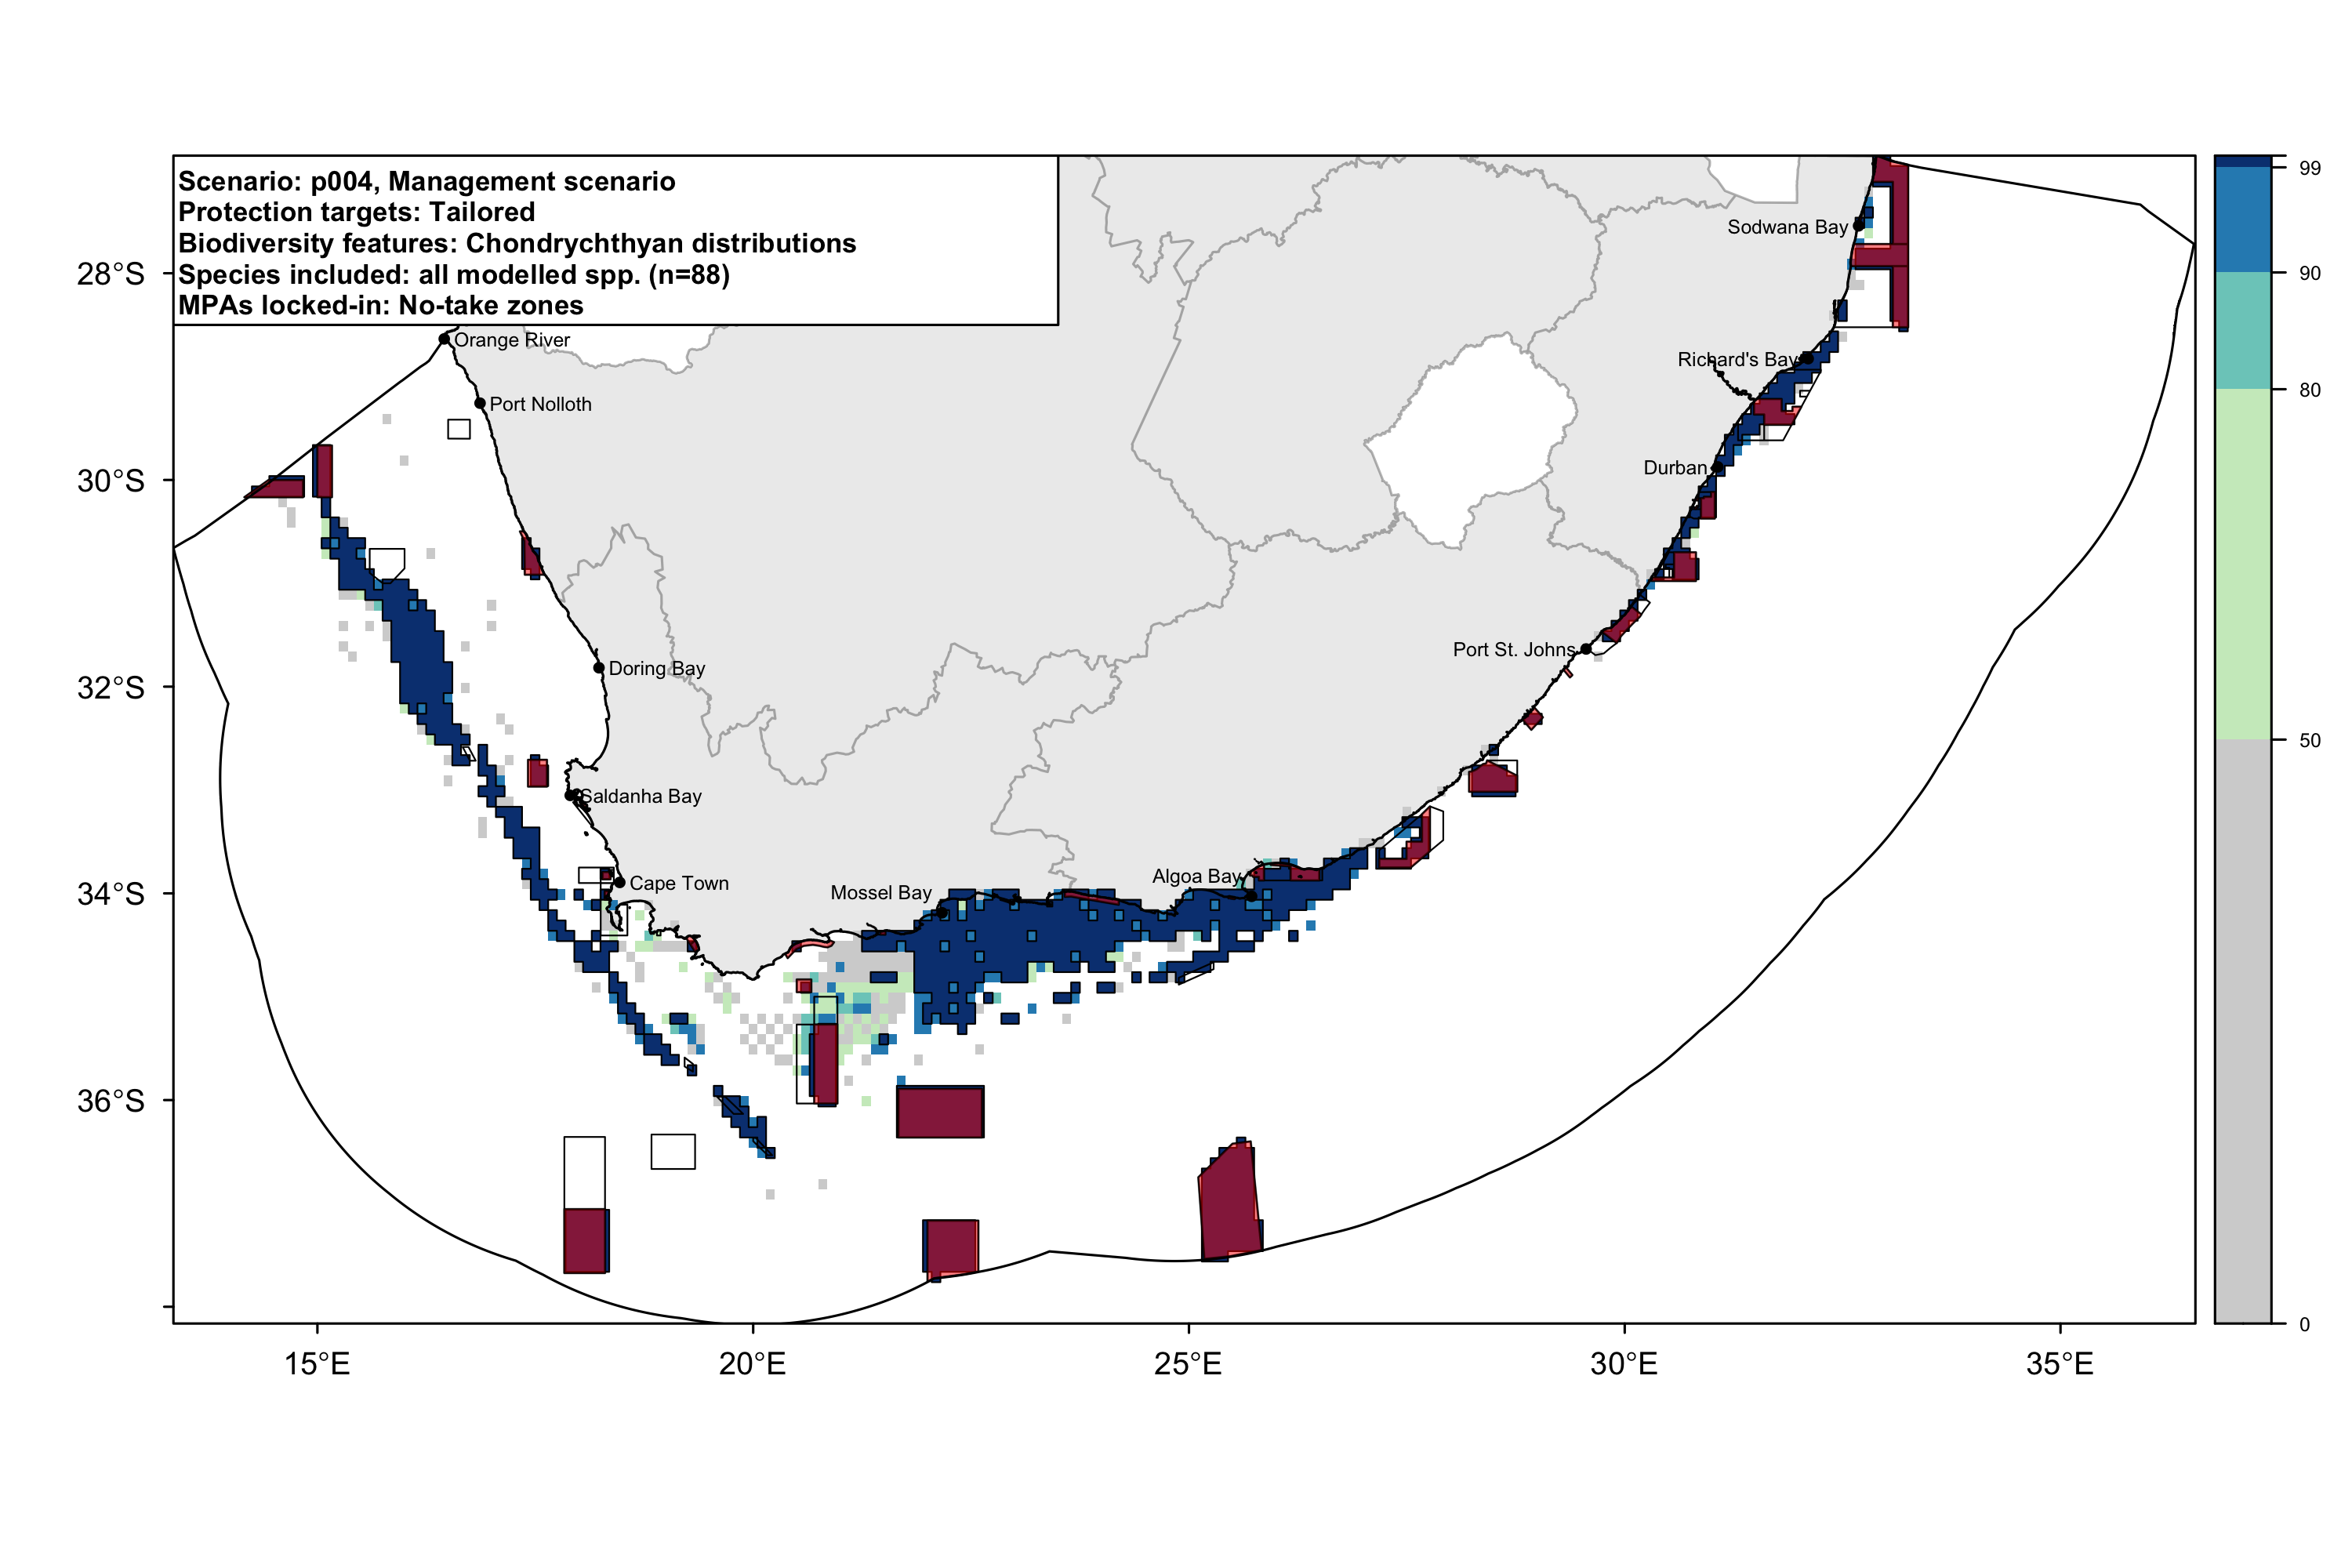 Scenario: p004, Management scenario
Protection targets: Tailored
Biodiversity features: Chondrychthyan distributions
Species included: all modelled spp. (n=88)
MPAs locked-in: No-take zones
99
90
80
50
0
28°S
30°S
32°S
34°S
36°S
Sodwana Bay
Orange River
Richard's Bay
Port Nolloth
Durban
Port St. Johns
Doring Bay
Saldanha Bay
Cape Town
Mossel Bay
Algoa Bay
15°E
20°E
25°E
30°E
35°E